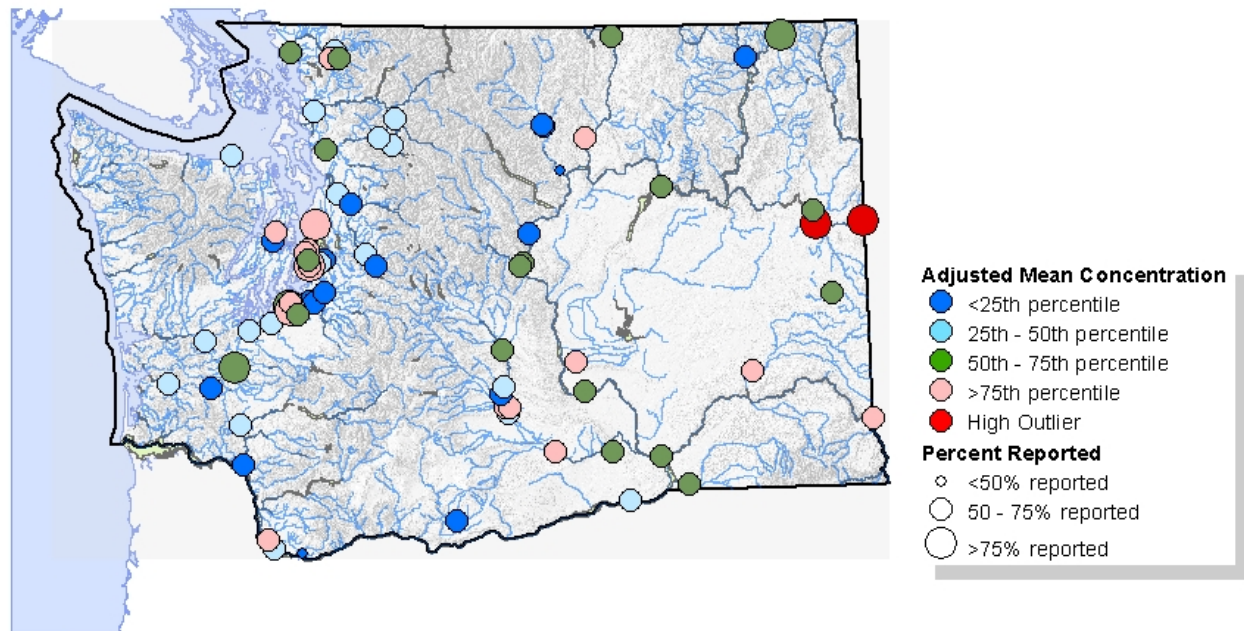 Adjusted Mean Concentration
<25th percentile
25th - 50th percentile
50th - 75th percentile
>75th percentile
High Outlier
Percent Reported
<50% reported
50 - 75% reported
>75% reported